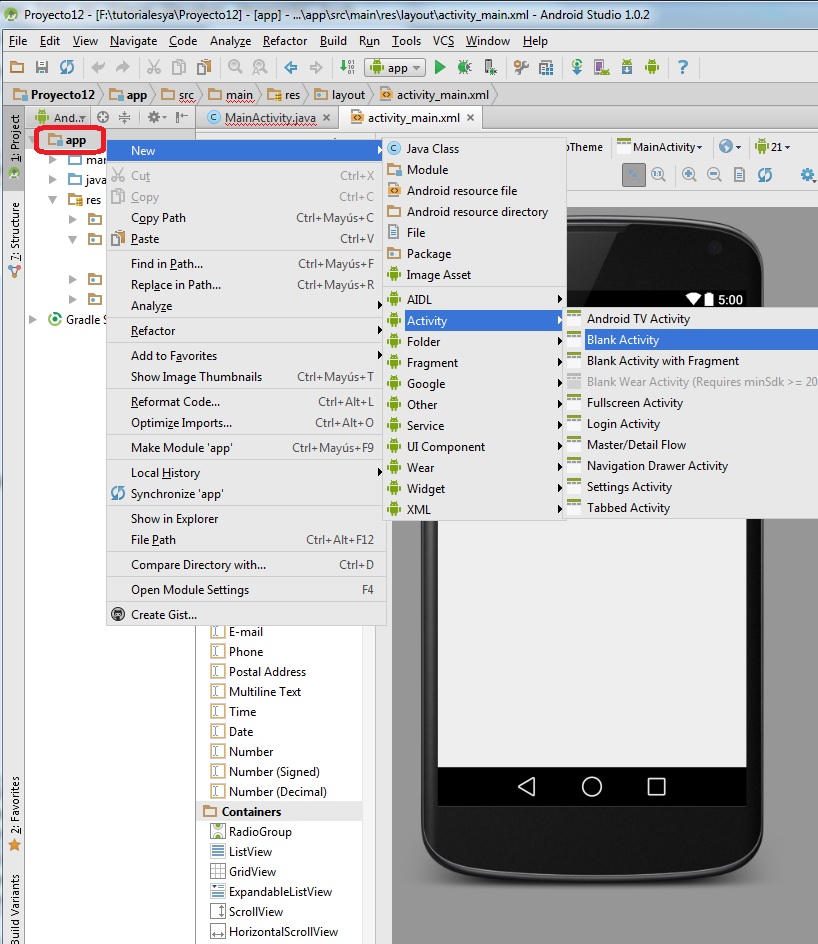 Proyecto12 - [F:\tutorialesya\Proyecto12] - [app] - ...\app\src\main\res\layout\activity_main.xml - Android Studio 1.0.2
File Edit View Navigate Code Analyze Refactor Build Run Tools VCS Window Help
app
Proyecto12 app src main res layout activity_main.xml
1: Project
7: Structure
2: Favorites
Build Variants
And..
MainActivity.java activity_main.xml
app
java
res
Gradle S
New
Cut Ctrl+X
Copy Ctrl+C
Copy Path Ctrl+Mayús+C
Paste Ctrl+V
Find in Path... Ctrl+Mayús+F
Replace in Path... Ctrl+Mayús+R
Analyze
Refactor
Add to Favorites
Show Image Thumbnails Ctrl+Mayús+T
Reformat Code... Ctrl+Alt+L
Optimize Imports... Ctrl+Alt+O
Make Module 'app' Ctrl+Mayús+F9
Local History
Synchronize 'app'
Show in Explorer
File Path Ctrl+Alt+F12
Compare Directory with... Ctrl+D
Open Module Settings F4
Create Gist...
Java Class
Module
Android resource file
Android resource directory
File
Package
Image Asset
AIDL
Activity
Folder
Fragment
Google
Other
Service
UI Component
Wear
Widget
XML
Android TV Activity
Blank Activity
Blank Activity with Fragment
Blank Wear Activity (Requires minSdk >= 20
Fullscreen Activity
Login Activity
Master/Detail Flow
Navigation Drawer Activity
Settings Activity
Tabbed Activity
pTheme MainActivity 21
5:00
E-mail
Phone
Postal Address
Multiline Text
Time
Date
Number
Number (Signed)
Number (Decimal)
Containers
RadioGroup
ListView
GridView
ExpandableListView
ScrollView
HorizontalScrollView